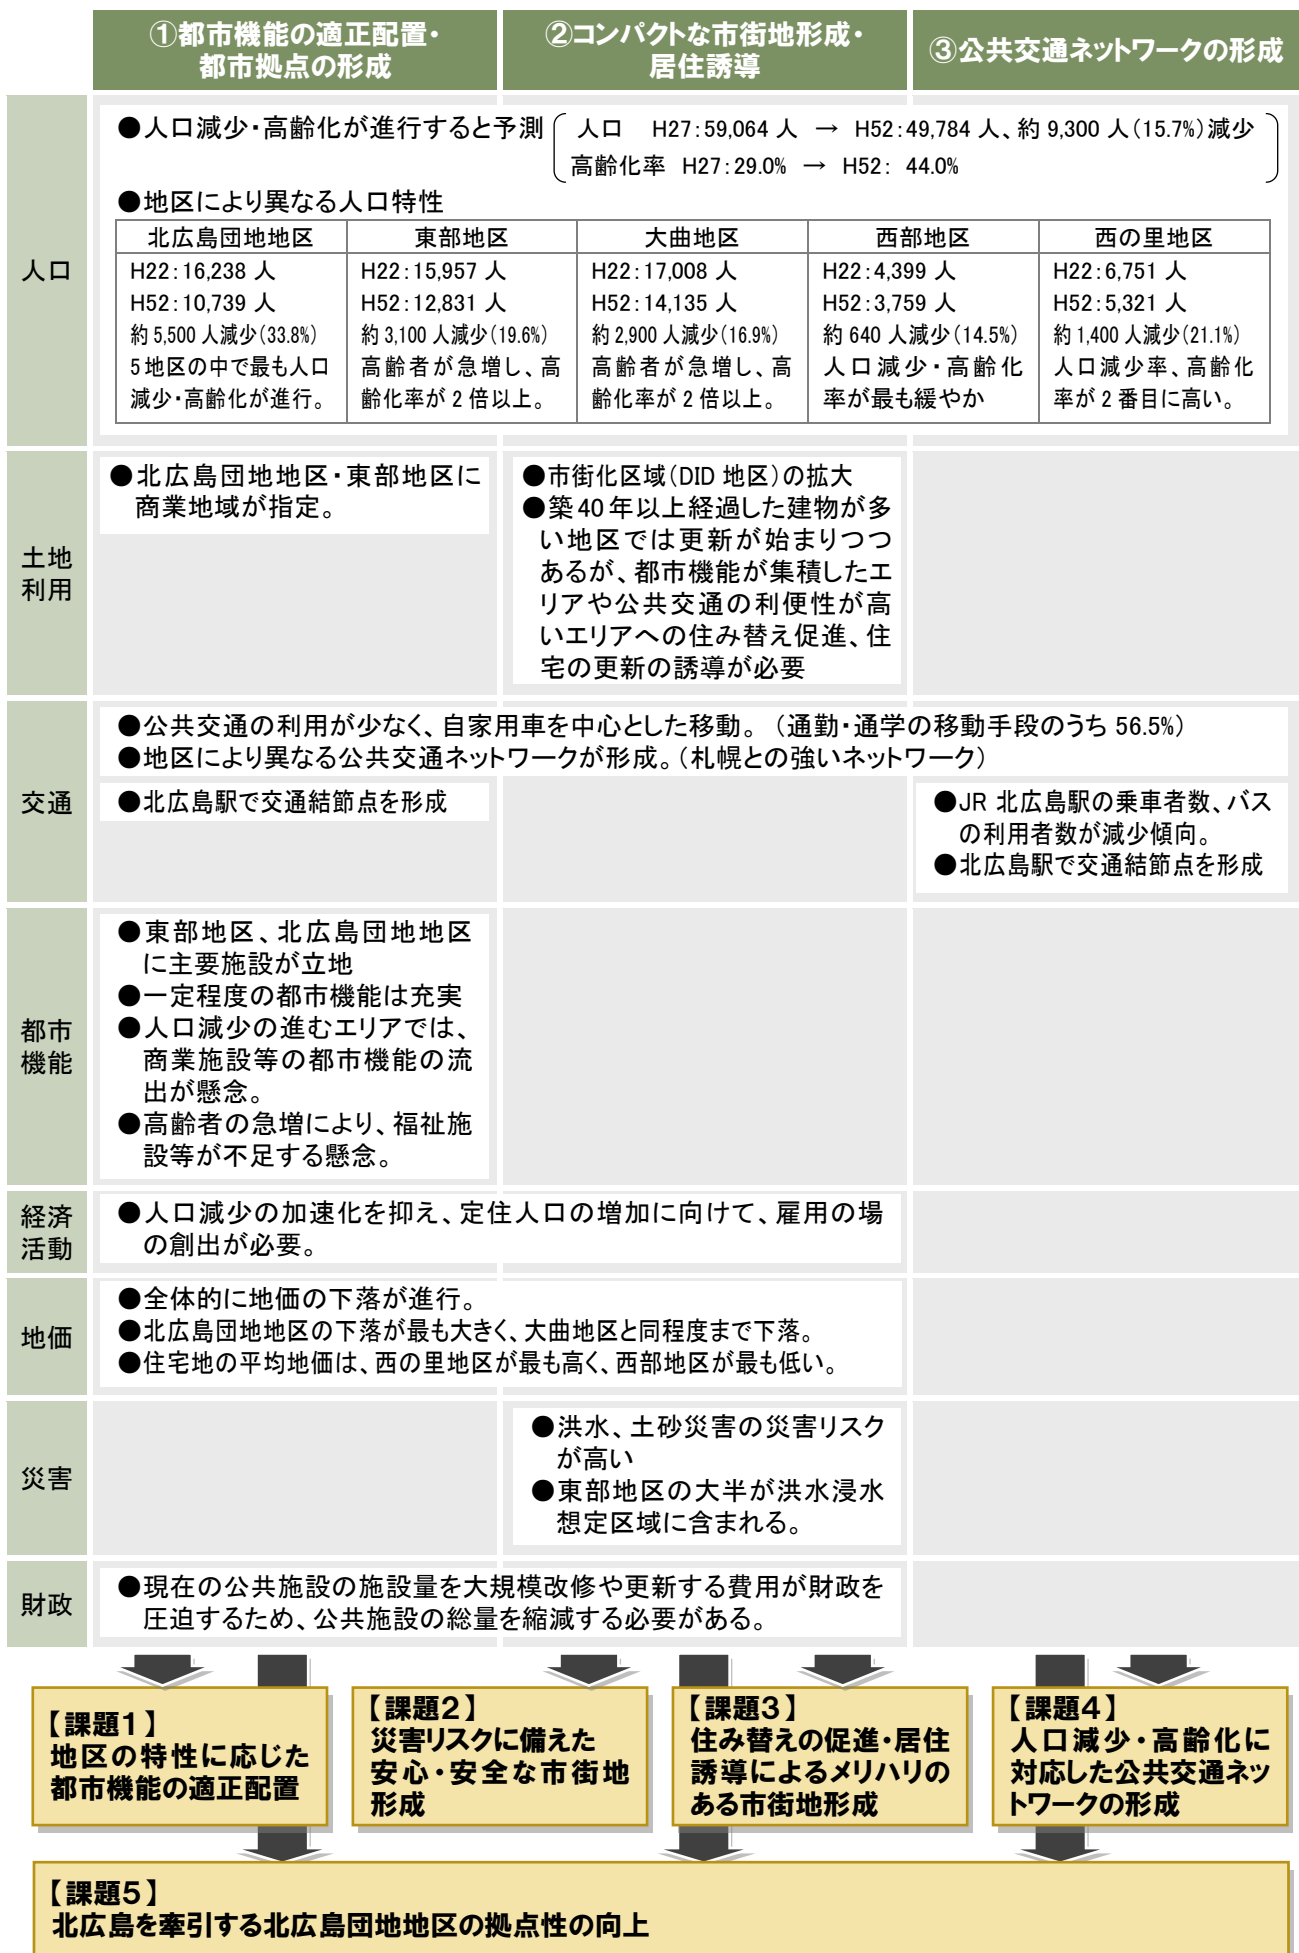 ①都市機能の適正配置・
都市拠点の形成
②コンパクトな市街地形成・
居住誘導
③公共交通ネットワークの形成
人口
●人口減少・高齢化が進行すると予測
人口 H27：59,064 人 → H52：49,784 人、約 9,300 人（15.7%）減少
高齢化率 H27：29.0% → H52： 44.0%
●地区により異なる人口特性
北広島団地地区
H22：16,238 人
H52：10,739 人
約 5,500 人減少（33.8%）
5 地区の中で最も人口
減少・高齢化が進行。
東部地区
H22：15,957 人
H52：12,831 人
約 3,100 人減少（19.6%）
高齢者が急増し、高
齢化率が 2 倍以上。
大曲地区
H22：17,008 人
H52：14,135 人
約 2,900 人減少（16.9%）
高齢者が急増し、高
齢化率が 2 倍以上。
西部地区
H22：4,399 人
H52：3,759 人
約 640 人減少（14.5%）
人口減少・高齢化
率が最も緩やか
西の里地区
H22：6,751 人
H52：5,321 人
約 1,400 人減少（21.1%）
人口減少率、高齢化
率が 2 番目に高い。
土地
利用
●北広島団地地区・東部地区に
商業地域が指定。
●市街化区域（DID 地区）の拡大
●築 40 年以上経過した建物が多
い地区では更新が始まりつつ
あるが、都市機能が集積したエ
リアや公共交通の利便性が高
いエリアへの住み替え促進、住
宅の更新の誘導が必要
交通
●公共交通の利用が少なく、自家用車を中心とした移動。（通勤・通学の移動手段のうち 56.5%）
●地区により異なる公共交通ネットワークが形成。（札幌との強いネットワーク）
●北広島駅で交通結節点を形成
●JR 北広島駅の乗車者数、バス
の利用者数が減少傾向。
●北広島駅で交通結節点を形成
都市
機能
●東部地区、北広島団地地区
に主要施設が立地
●一定程度の都市機能は充実
●人口減少の進むエリアでは、
商業施設等の都市機能の流
出が懸念。
●高齢者の急増により、福祉施
設等が不足する懸念。
経済
活動
●人口減少の加速化を抑え、定住人口の増加に向けて、雇用の場
の創出が必要。
地価
●全体的に地価の下落が進行。
●北広島団地地区の下落が最も大きく、大曲地区と同程度まで下落。
●住宅地の平均地価は、西の里地区が最も高く、西部地区が最も低い。
災害
●洪水、土砂災害の災害リスク
が高い
●東部地区の大半が洪水浸水
想定区域に含まれる。
財政
●現在の公共施設の施設量を大規模改修や更新する費用が財政を
圧迫するため、公共施設の総量を縮減する必要がある。
【課題１】
地区の特性に応じた
都市機能の適正配置
【課題２】
災害リスクに備えた
安心・安全な市街地
形成
【課題３】
住み替えの促進・居住
誘導によるメリハリの
ある市街地形成
【課題４】
人口減少・高齢化に
対応した公共交通ネッ
トワークの形成
【課題５】
北広島を牽引する北広島団地地区の拠点性の向上